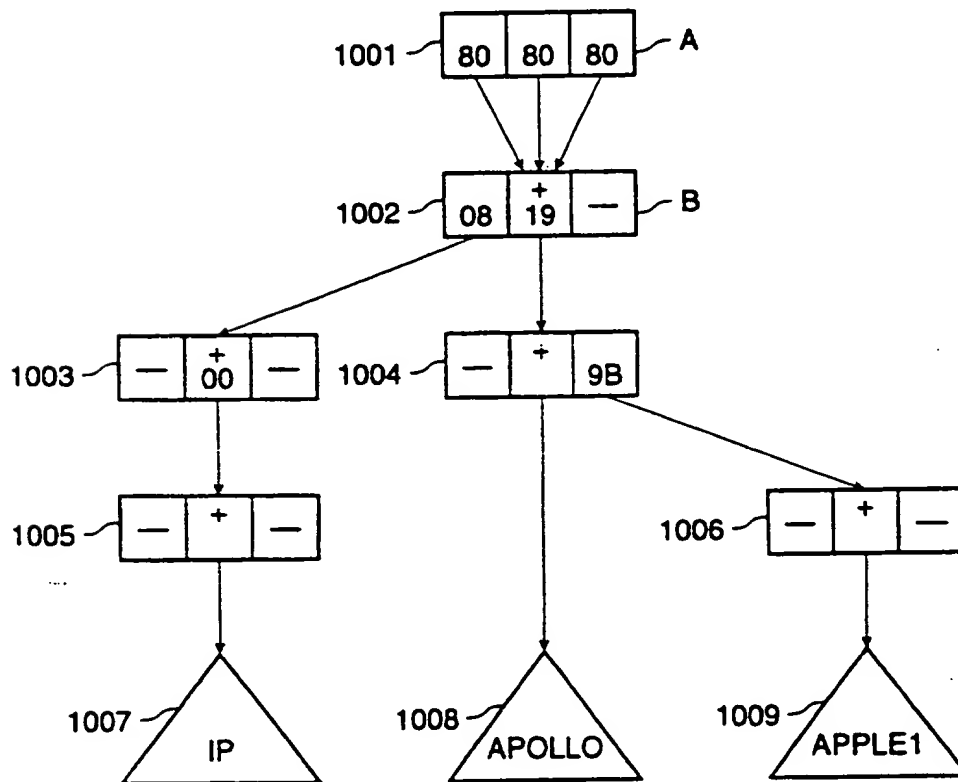 1001 80 80 80 A
+
1002 08 19 — B
+ +
1003 — 00 — 1004 — 9B
+ +
1005 — — 1006 — —
1007 IP 1008 APOLLO 1009 APPLE1